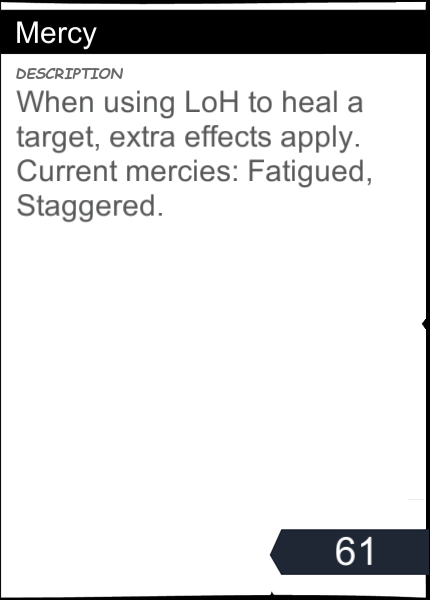 Mercy
DESCRIPTION
When using LoH to heal a
target, extra effects apply.
Current mercies: Fatigued,
Staggered.
61